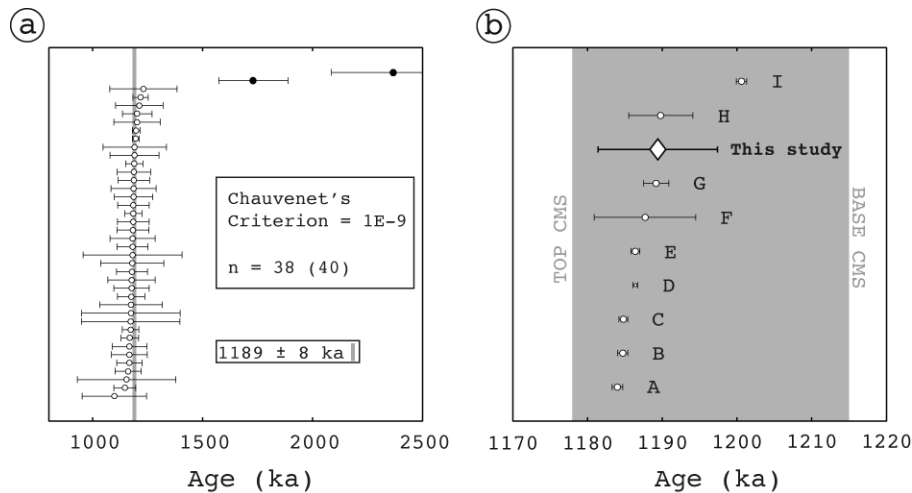 a
b
Chauvenet's
Criterion = 1E-9
n = 38 (40)
1189 ± 8 ka
1000 1500 2000 2500
Age (ka)
I
H
This study
G
F
E
D
C
B
A
TOP CMS
BASE CMS
1170 1180 1190 1200 1210 1220
Age (ka)